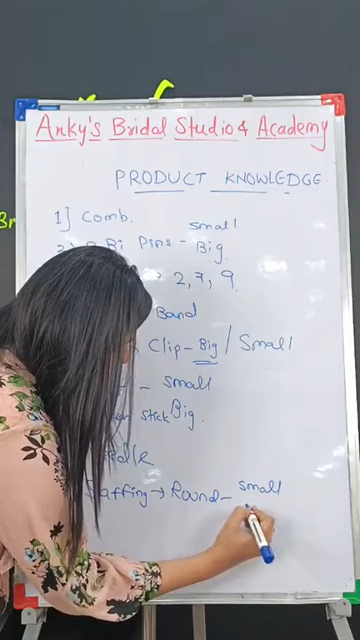 Anky's Bridal Studio & Academy
PRODUCT KNOWLEDGE
1] Comb.
small
Pins - Big
2, 7, 9
Band
Clip - Big / Small
- small
stick Big.
Staffing → Round - small